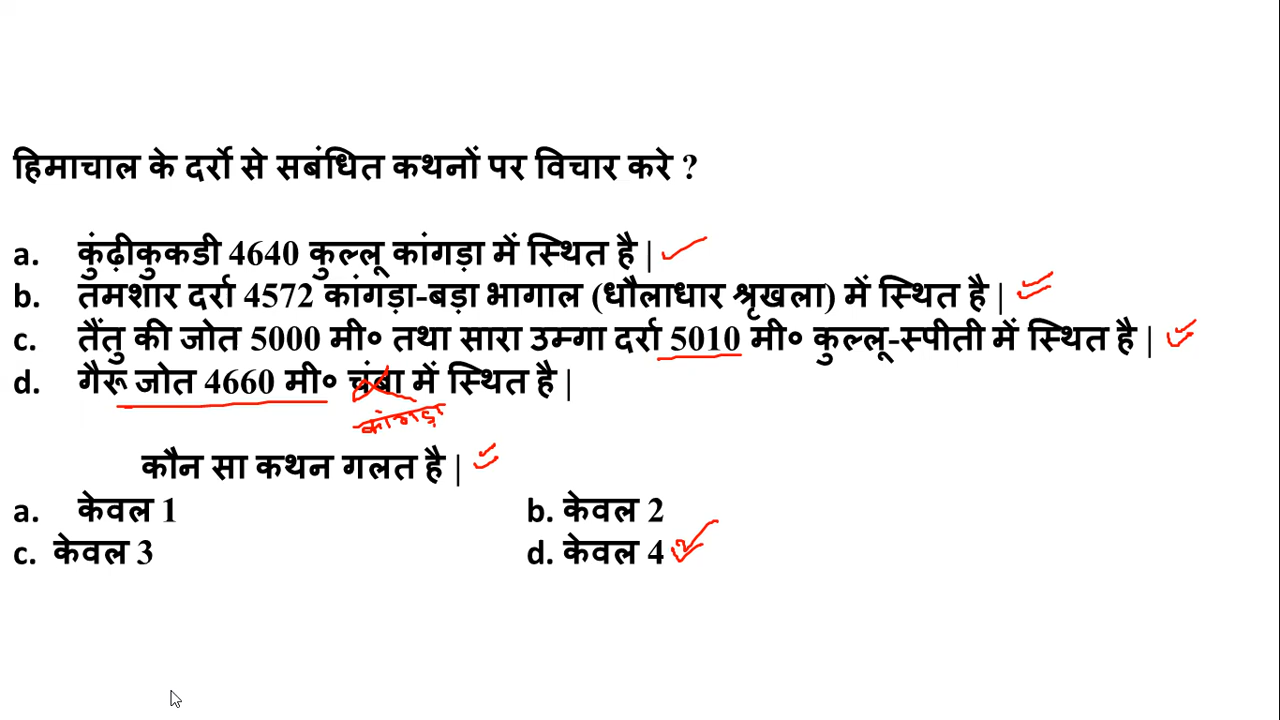 हिमाचाल के दर्रो से सबंधित कथनों पर विचार करे ?
a. कुंढ़ीकुकडी 4640 कुल्लू कांगड़ा में स्थित है |
b. तमशार दर्रा 4572 कांगड़ा-बड़ा भागाल (धौलाधार श्रृखला) में स्थित है |
c. तैंतु की जोत 5000 मी० तथा सारा उम्गा दर्रा 5010 मी० कुल्लू-स्पीती में स्थित है |
d. गैरू जोत 4660 मी० चंबा में स्थित है |
कांगड़ा
कौन सा कथन गलत है |
a. केवल 1 b. केवल 2
c. केवल 3 d. केवल 4